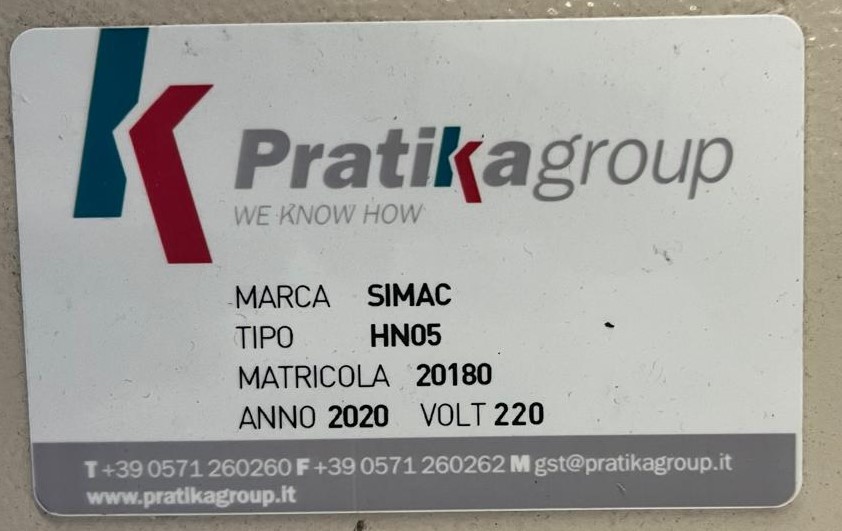 Pratikagroup
WE KNOW HOW
MARCA SIMAC
TIPO HN05
MATRICOLA 20180
ANNO 2020 VOLT 220
T +39 0571 260260 F +39 0571 260262 M gst@pratikagroup.it
www.pratikagroup.it